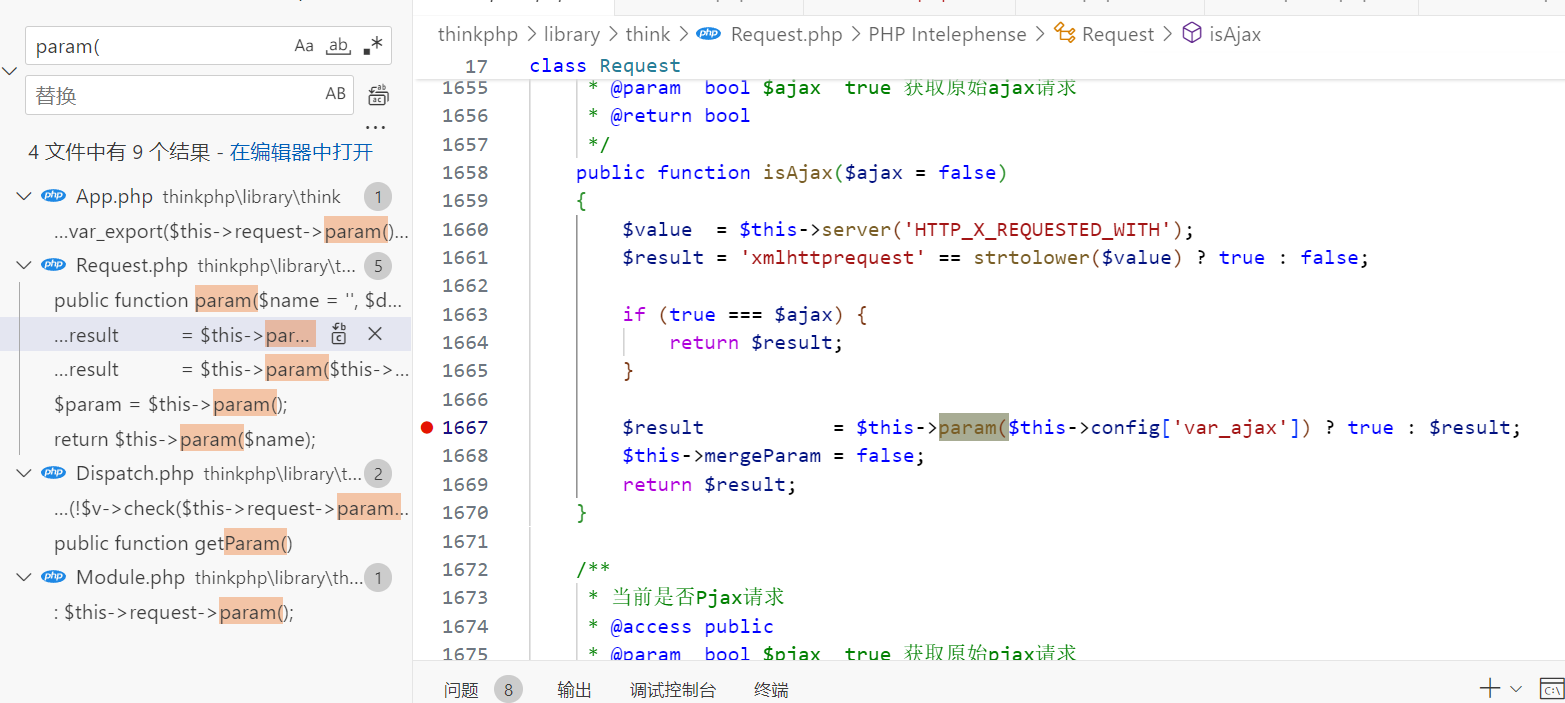 param(
Aa ab .*
替换
AB
...
4 文件中有 9 个结果 - 在编辑器中打开
php App.php thinkphp\library\think 1
...var_export($this->request->param()...
php Request.php thinkphp\library\t... 5
public function param($name = '', $d...
...result = $this->par...
...result = $this->param($this->...
$param = $this->param();
return $this->param($name);
php Dispatch.php thinkphp\library\t... 2
...(!$v->check($this->request->param...
public function getParam()
php Module.php thinkphp\library\th... 1
: $this->request->param();
thinkphp > library > think > php Request.php > PHP Intelephense > Request > isAjax
17 class Request
1655 * @param bool $ajax true 获取原始ajax请求
1656 * @return bool
1657 */
1658 public function isAjax($ajax = false)
1659 {
1660 $value = $this->server('HTTP_X_REQUESTED_WITH');
1661 $result = 'xmlhttprequest' == strtolower($value) ? true : false;
1662
1663 if (true === $ajax) {
1664 return $result;
1665 }
1666
1667 $result = $this->param($this->config['var_ajax']) ? true : $result;
1668 $this->mergeParam = false;
1669 return $result;
1670 }
1671
1672 /**
1673 * 当前是否Pjax请求
1674 * @access public
1675 * @param bool $pjax true 获取原始pjax请求
问题 8 输出 调试控制台 终端